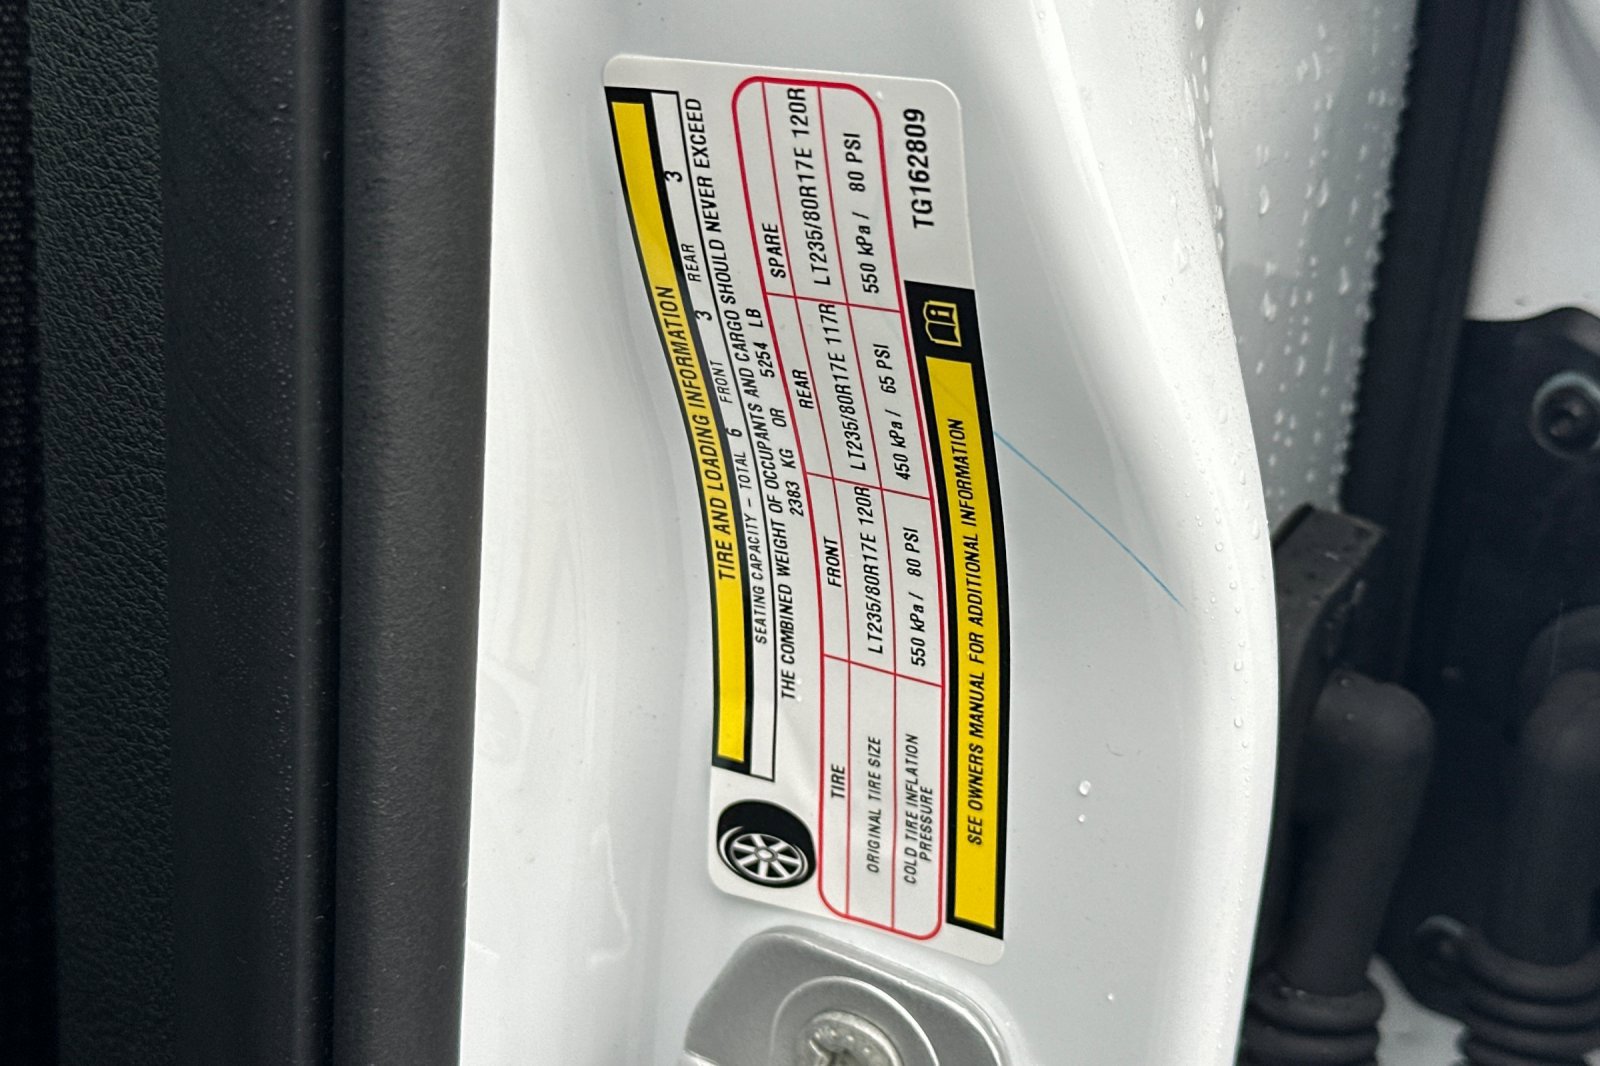 TIRE AND LOADING INFORMATION
SEATING CAPACITY - TOTAL 6 FRONT 3 REAR 3
THE COMBINED WEIGHT OF OCCUPANTS AND CARGO SHOULD NEVER EXCEED
2383 KG OR 5254 LB
TIRE FRONT REAR SPARE
ORIGINAL TIRE SIZE LT235/80R17E 120R LT235/80R17E 117R LT235/80R17E 120R
COLD TIRE INFLATION
PRESSURE 550 kPa / 80 PSI 450 kPa / 65 PSI 550 kPa / 80 PSI
SEE OWNERS MANUAL FOR ADDITIONAL INFORMATION
TG162809